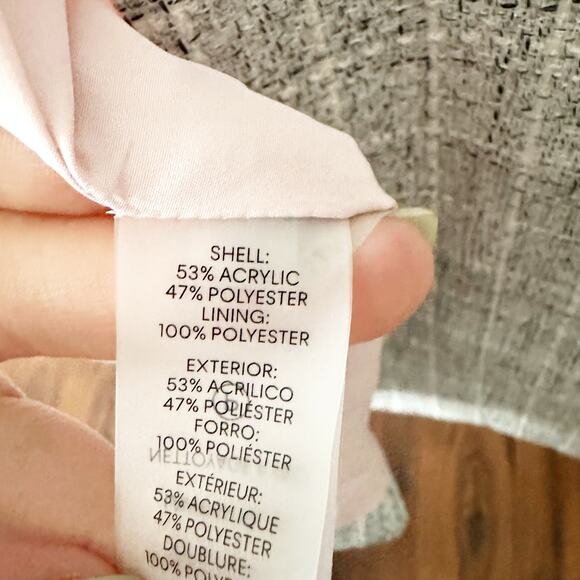 SHELL:
53% ACRYLIC
47% POLYESTER
LINING:
100% POLYESTER
EXTERIOR:
53% ACRILICO
47% POLIÉSTER
FORRO:
100% POLIÉSTER
EXTÉRIEUR:
53% ACRYLIQUE
47% POLYESTER
DOUBLURE:
100%